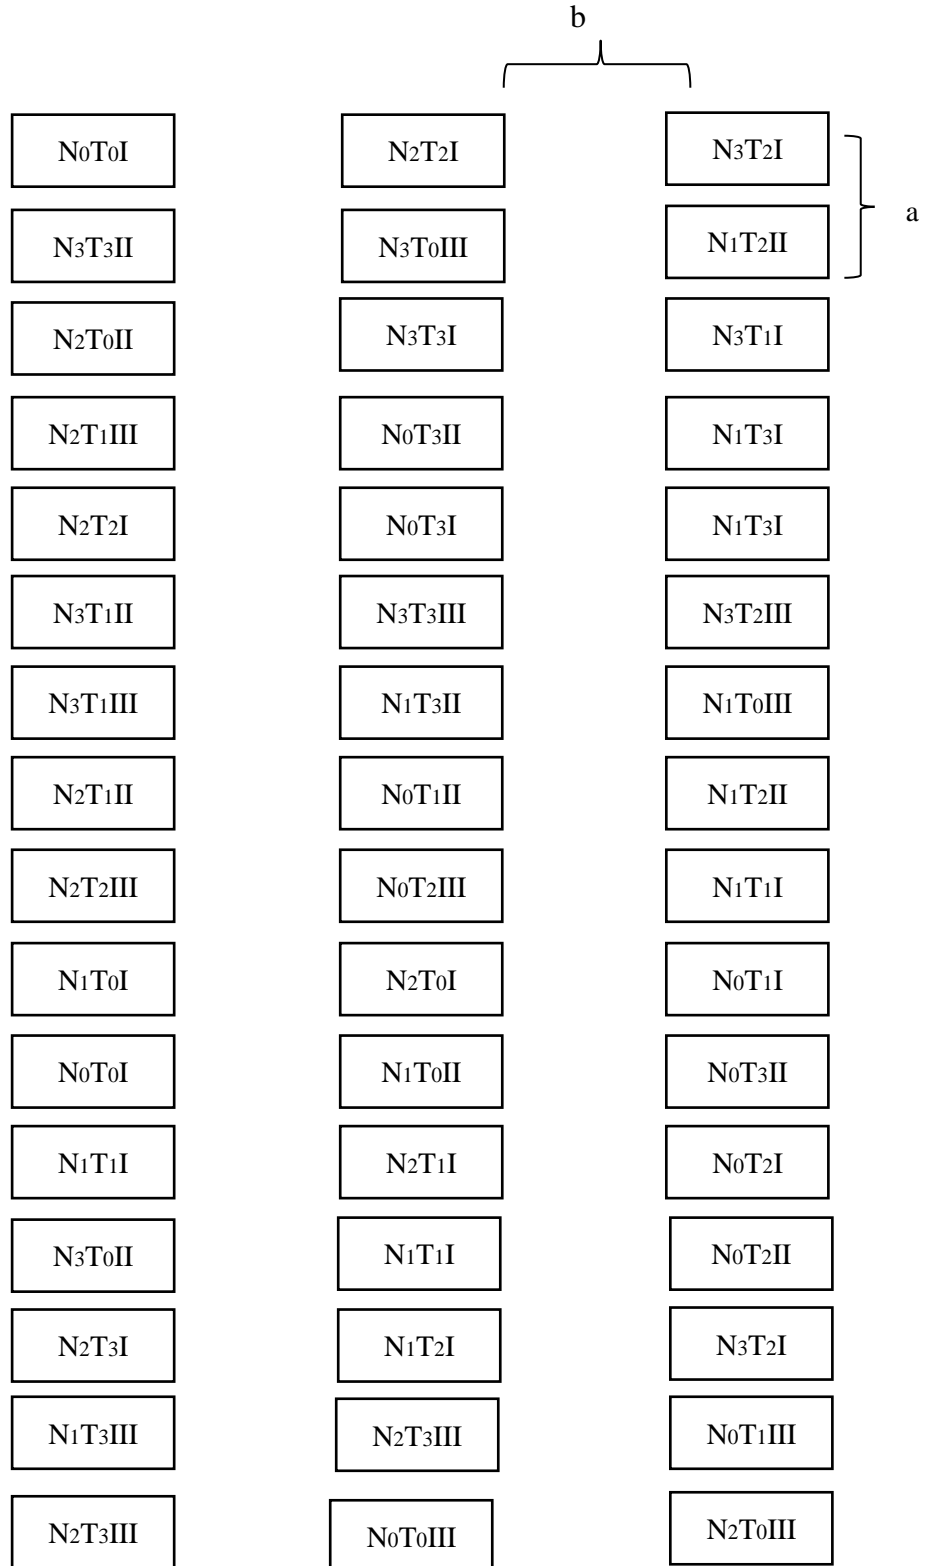 b
N0T0I N2T2I N3T2I
a
N3T3II N3T0III N1T2II
N2T0II N3T3I N3T1I
N2T1III N0T3II N1T3I
N2T2I N0T3I N1T3I
N3T1II N3T3III N3T2III
N3T1III N1T3II N1T0III
N2T1II N0T1II N1T2II
N2T2III N0T2III N1T1I
N1T0I N2T0I N0T1I
N0T0I N1T0II N0T3II
N1T1I N2T1I N0T2I
N3T0II N1T1I N0T2II
N2T3I N1T2I N3T2I
N1T3III N2T3III N0T1III
N2T3III N0T0III N2T0III